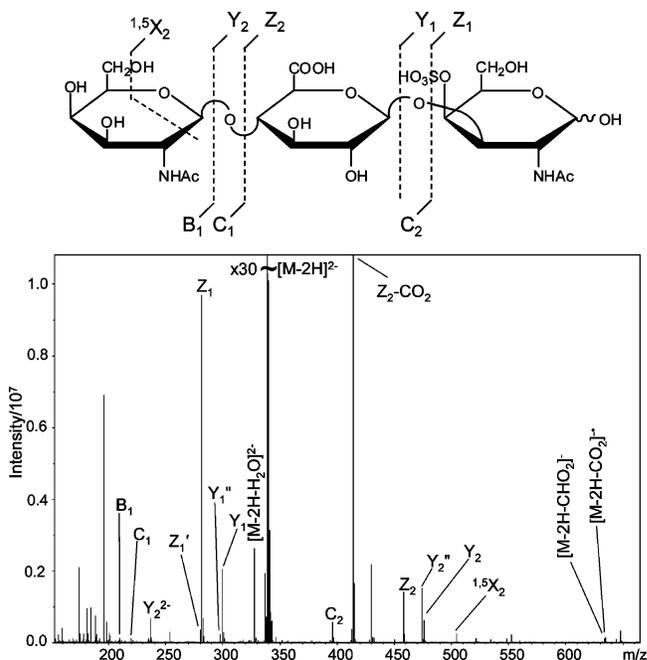 1,5X2 Y2 Z2 Y1 Z1
CH2OH COOH HO3SO CH2OH
OH O O O
OH O OH O OH
NHAc OH NHAc
B1 C1 C2
x30 ~[M-2H]2-
Z1 Z2-CO2
1.0
0.8
0.6
0.4
0.2
0.0
Intensity/10^7
B1
C1
Y2^2-
Z1'
Y1"
Y1
[M-2H-H2O]2-
C2
Z2
Y2"
Y2
1,5X2
[M-2H-CHO2]-
[M-2H-CO2]-•
200 250 300 350 400 450 500 550 600 m/z